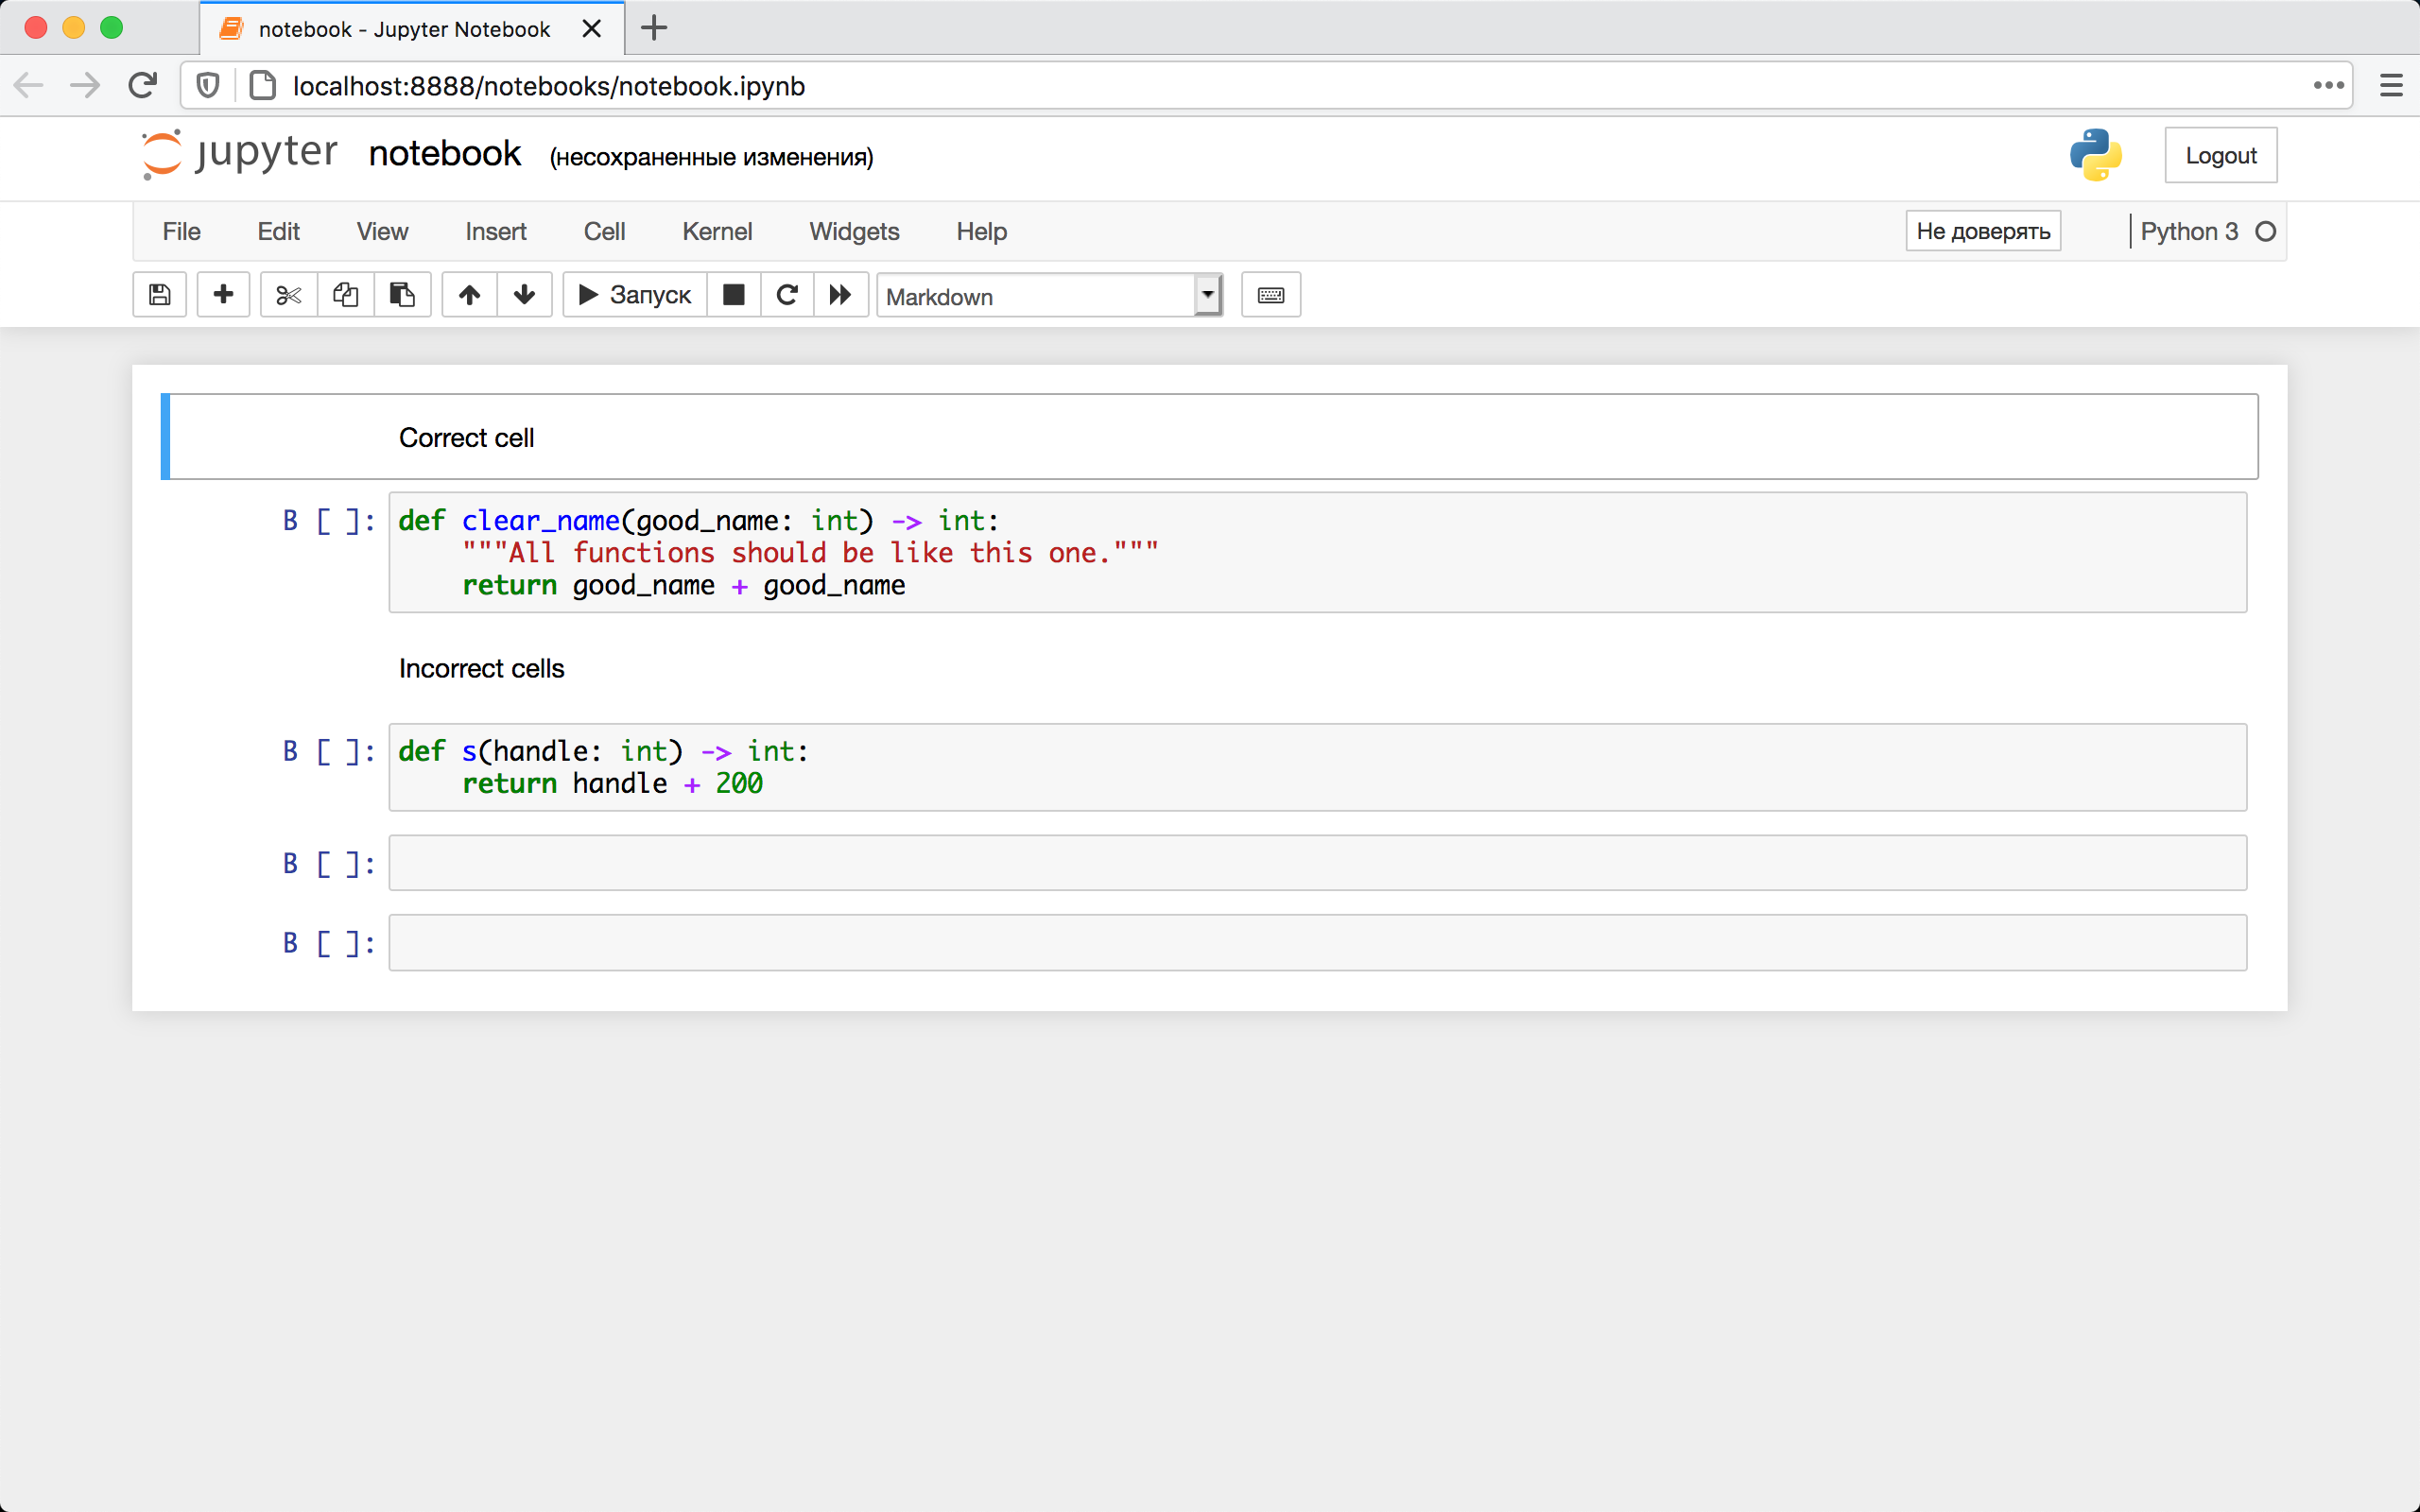 notebook - Jupyter Notebook
localhost:8888/notebooks/notebook.ipynb
jupyter notebook (несохраненные изменения)
Logout
File Edit View Insert Cell Kernel Widgets Help
Не доверять
Python 3
Запуск
Markdown
Correct cell
В [ ]: def clear_name(good_name: int) -> int:
"""All functions should be like this one."""
return good_name + good_name
Incorrect cells
В [ ]: def s(handle: int) -> int:
return handle + 200
В [ ]:
В [ ]: